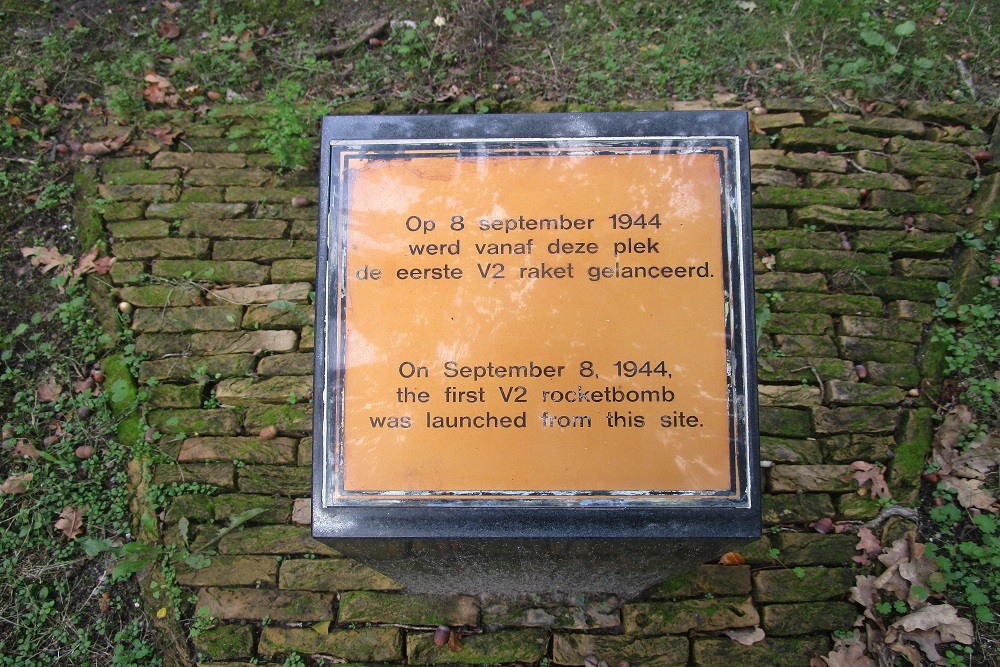 Op 8 september 1944
werd vanaf deze plek
de eerste V2 raket gelanceerd.
On September 8, 1944,
the first V2 rocketbomb
was launched from this site.